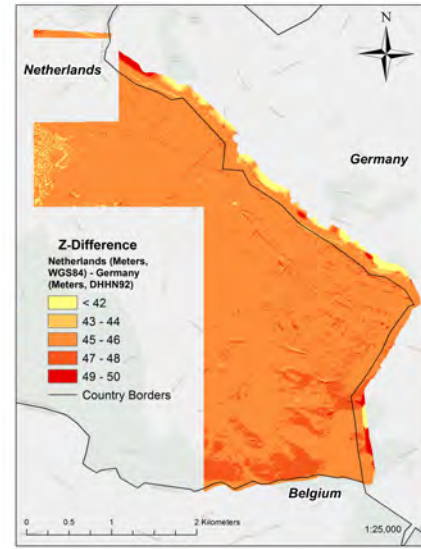 N
Netherlands
Germany
Z-Difference
Netherlands (Meters,
WGS84) - Germany
(Meters, DHHN92)
< 42
43 - 44
45 - 46
47 - 48
49 - 50
Country Borders
Belgium
0 0.5 1 2 Kilometers
1:25,000